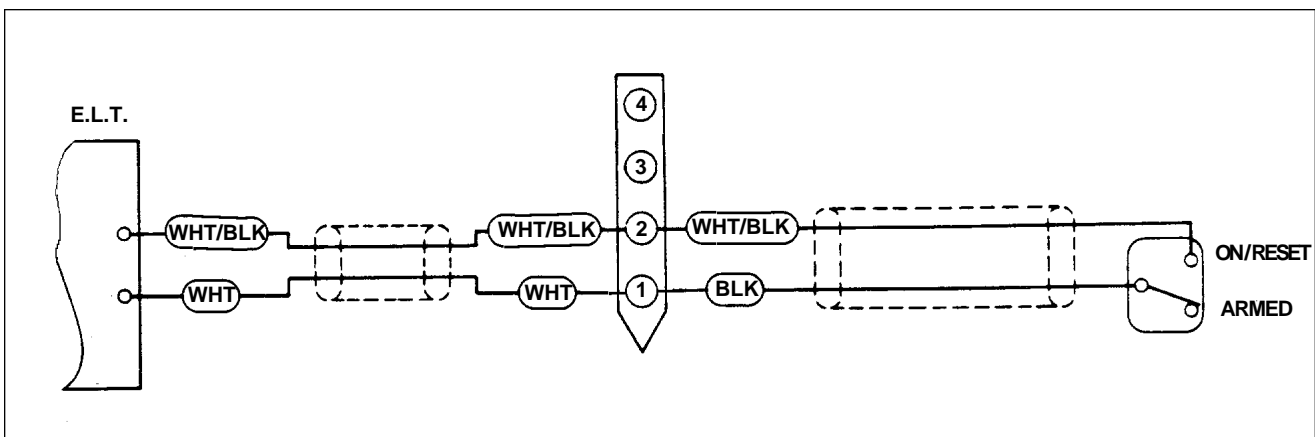 E.L.T.
4
3
WHT/BLK
WHT/BLK
2
WHT/BLK
ON/RESET
WHT
WHT
1
BLK
ARMED